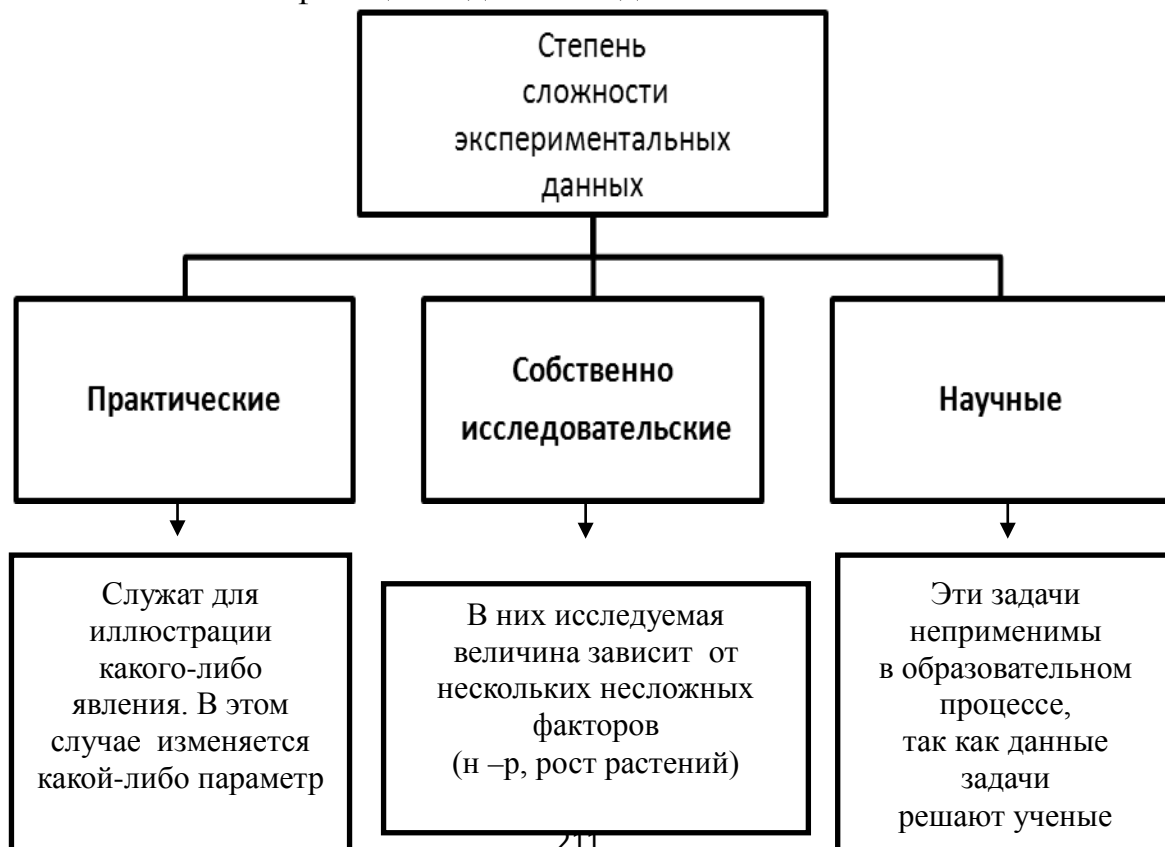 Степень
сложности
экспериментальных
данных
Практические
Собственно
исследовательские
Научные
Служат для
иллюстрации
какого-либо
явления. В этом
случае изменяется
какой-либо параметр
В них исследуемая
величина зависит от
нескольких несложных
факторов
(н –р, рост растений)
Эти задачи
неприменимы
в образовательном
процессе,
так как данные
задачи
решают ученые
211